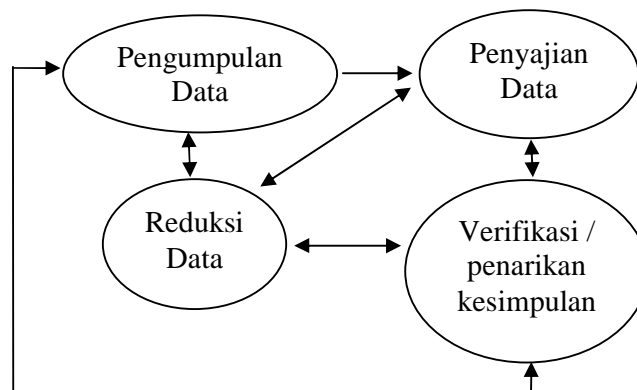 Pengumpulan
Data
Penyajian
Data
Reduksi
Data
Verifikasi /
penarikan
kesimpulan